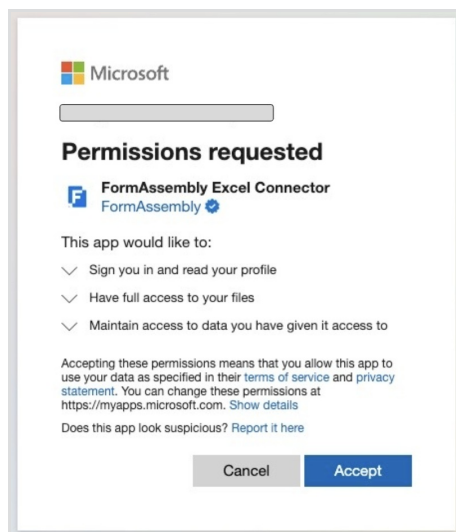 Microsoft
Permissions requested
FormAssembly Excel Connector
FormAssembly
This app would like to:
Sign you in and read your profile
Have full access to your files
Maintain access to data you have given it access to
Accepting these permissions means that you allow this app to
use your data as specified in their terms of service and privacy
statement. You can change these permissions at
https://myapps.microsoft.com. Show details
Does this app look suspicious? Report it here
Cancel Accept